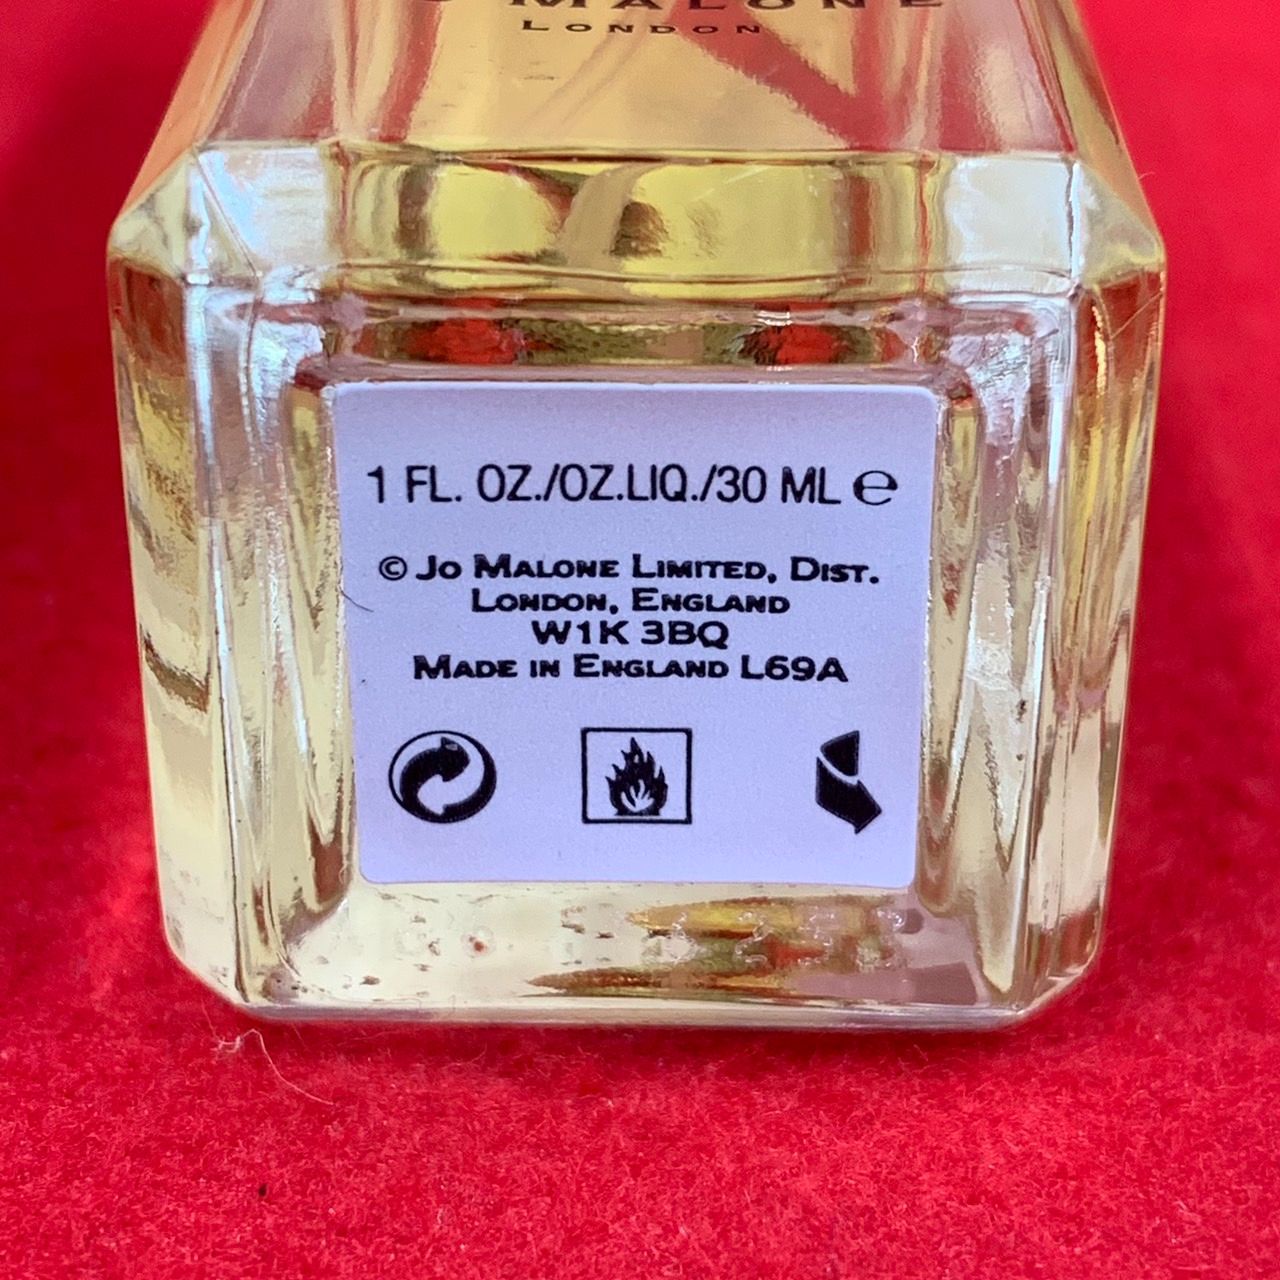 MALONE
LONDON
1 FL. OZ./OZ.LIQ./30 ML ℮
© JO MALONE LIMITED, DIST.
LONDON, ENGLAND
W1K 3BQ
MADE IN ENGLAND L69A